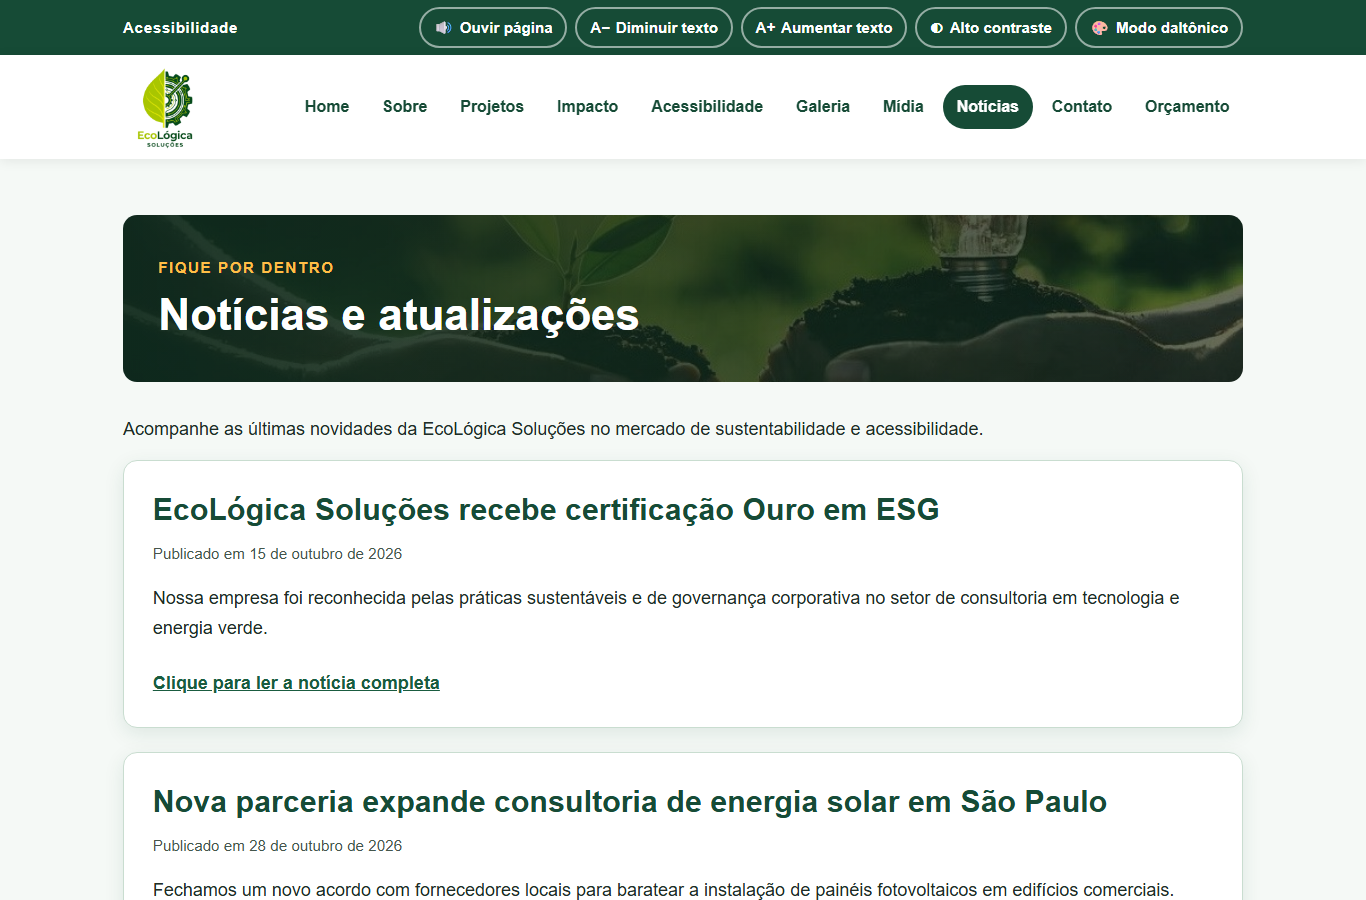 Acessibilidade
🔊 Ouvir página
A− Diminuir texto
A+ Aumentar texto
◐ Alto contraste
🎨 Modo daltônico
EcoLógica
SOLUÇÕES
Home
Sobre
Projetos
Impacto
Acessibilidade
Galeria
Mídia
Notícias
Contato
Orçamento
FIQUE POR DENTRO
Notícias e atualizações
Acompanhe as últimas novidades da EcoLógica Soluções no mercado de sustentabilidade e acessibilidade.
EcoLógica Soluções recebe certificação Ouro em ESG
Publicado em 15 de outubro de 2026
Nossa empresa foi reconhecida pelas práticas sustentáveis e de governança corporativa no setor de consultoria em tecnologia e
energia verde.
Clique para ler a notícia completa
Nova parceria expande consultoria de energia solar em São Paulo
Publicado em 28 de outubro de 2026
Fechamos um novo acordo com fornecedores locais para baratear a instalação de painéis fotovoltaicos em edifícios comerciais.